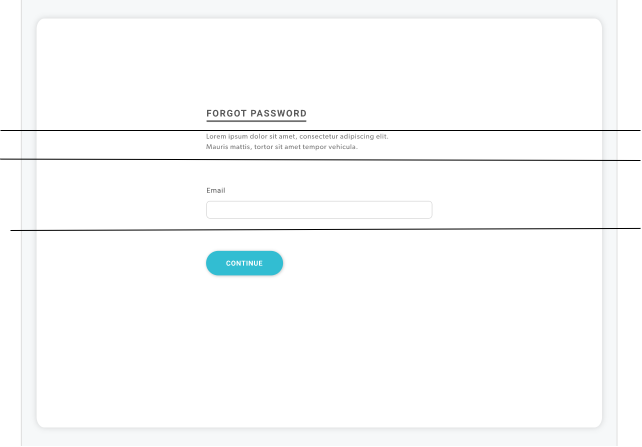 FORGOT PASSWORD
Lorem ipsum dolor sit amet, consectetur adipiscing elit.
Mauris mattis, tortor sit amet tempor vehicula.
Email
CONTINUE